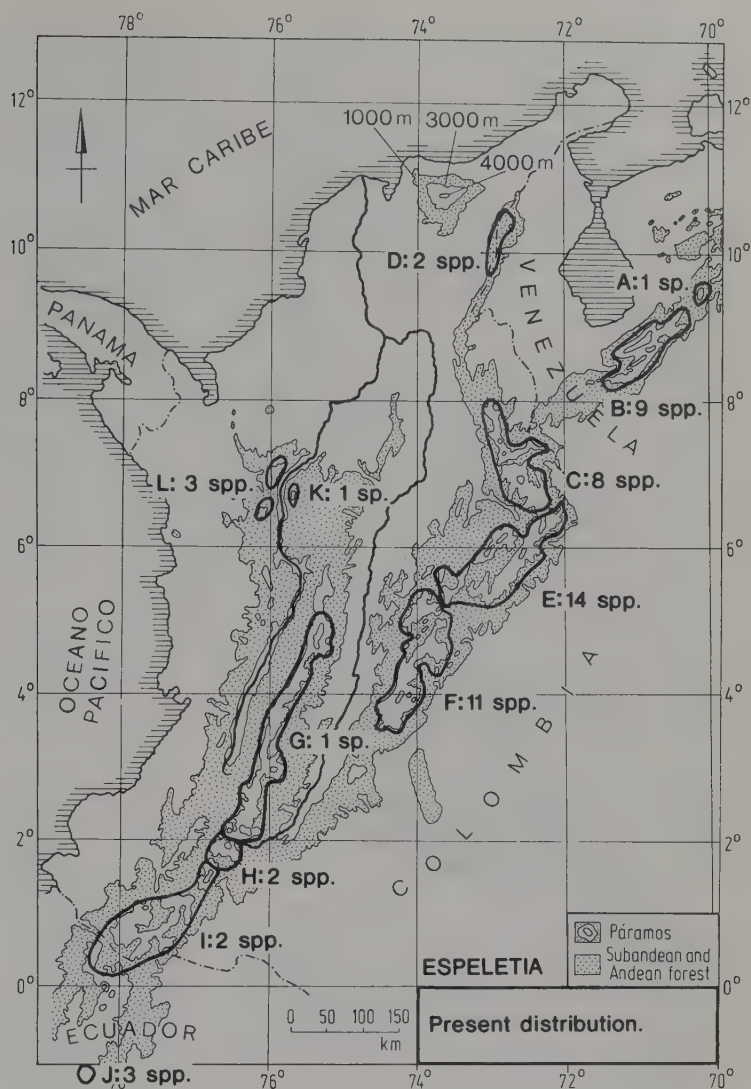 78° 76° 74° 72° 70°
12° 12°
1000 m 3000 m
4000 m
MAR CARIBE
10° 10°
D:2 spp.
A:1 sp.
PANAMA
VENEZUELA
8° 8°
B:9 spp.
L: 3 spp.
K:1 sp.
C:8 spp.
6° 6°
E:14 spp.
OCEANO
PACIFICO
4° 4°
F:11 spp.
G:1 sp.
COLOMBIA
2° 2°
H:2 spp.
I:2 spp.
Páramos
Subandean and
Andean forest
ESPELETIA
0° 0°
Present distribution.
ECUADOR
0 50 100 150
km
J:3 spp.
78° 76° 74° 72° 70°